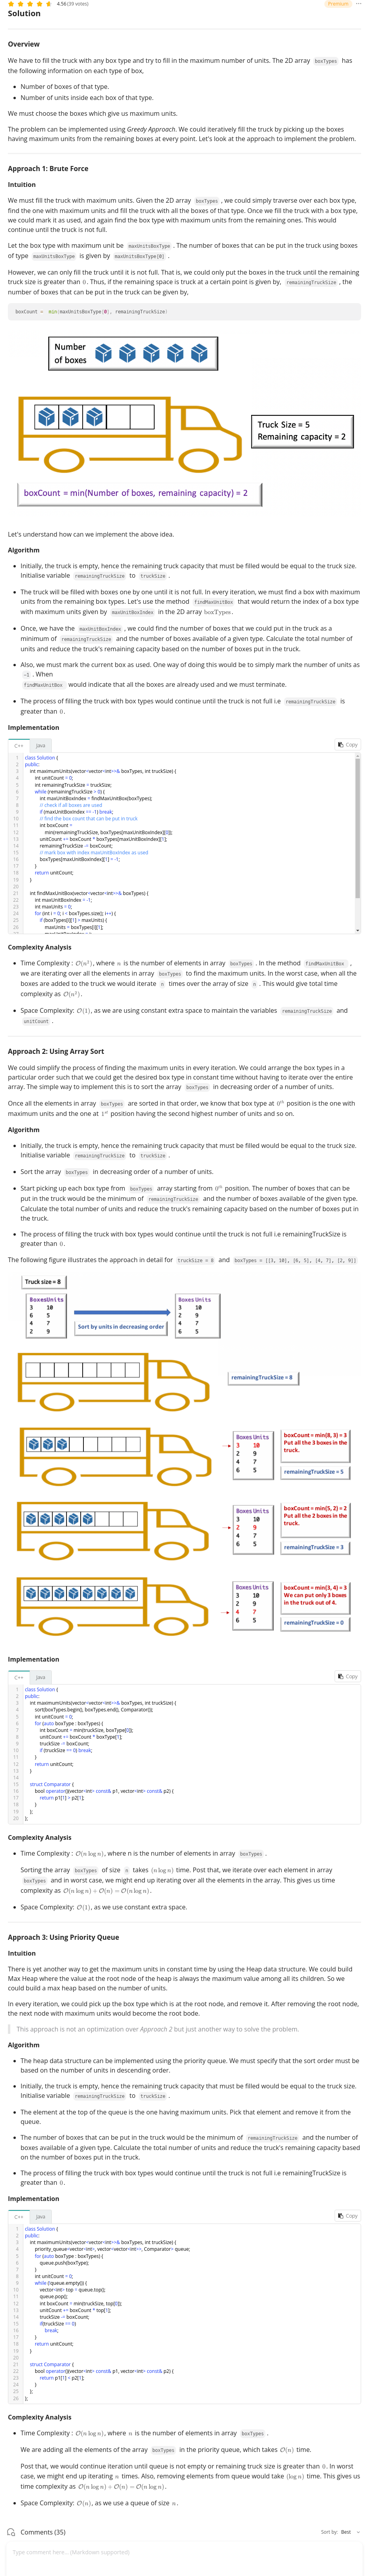 4.56 (39 votes)
Premium
Solution
Overview
We have to fill the truck with any box type and try to fill in the maximum number of units. The 2D array boxTypes has
the following information on each type of box,
• Number of boxes of that type.
• Number of units inside each box of that type.
We must choose the boxes which give us maximum units.
The problem can be implemented using Greedy Approach. We could iteratively fill the truck by picking up the boxes
having maximum units from the remaining boxes at every point. Let's look at the approach to implement the problem.
Approach 1: Brute Force
Intuition
We must fill the truck with maximum units. Given the 2D array boxTypes , we could simply traverse over each box type,
find the one with maximum units and fill the truck with all the boxes of that type. Once we fill the truck with a box type,
we could mark it as used, and again find the box type with maximum units from the remaining ones. This would
continue until the truck is not full.
Let the box type with maximum unit be maxUnitsBoxType . The number of boxes that can be put in the truck using boxes
of type maxUnitsBoxType is given by maxUnitsBoxType[0] .
However, we can only fill the truck until it is not full. That is, we could only put the boxes in the truck until the remaining
truck size is greater than 0. Thus, if the remaining space is truck at a certain point is given by, remainingTruckSize , the
number of boxes that can be put in the truck can be given by,
boxCount = min(maxUnitsBoxType[0], remainingTruckSize)
Number
of boxes
Truck Size = 5
Remaining capacity = 2
boxCount = min(Number of boxes, remaining capacity) = 2
Let's understand how can we implement the above idea.
Algorithm
• Initially, the truck is empty, hence the remaining truck capacity that must be filled would be equal to the truck size.
Initialise variable remainingTruckSize to truckSize .
• The truck will be filled with boxes one by one until it is not full. In every iteration, we must find a box with maximum
units from the remaining box types. Let's use the method findMaxUnitBox that would return the index of a box type
with maximum units given by maxUnitBoxIndex in the 2D array boxTypes.
• Once, we have the maxUnitBoxIndex , we could find the number of boxes that we could put in the truck as a
minimum of remainingTruckSize and the number of boxes available of a given type. Calculate the total number of
units and reduce the truck's remaining capacity based on the number of boxes put in the truck.
• Also, we must mark the current box as used. One way of doing this would be to simply mark the number of units as
-1 . When
findMaxUnitBox would indicate that all the boxes are already used and we must terminate.
• The process of filling the truck with box types would continue until the truck is not full i.e remainingTruckSize is
greater than 0.
Implementation
C++ Java Copy
1 class Solution {
2 public:
3 int maximumUnits(vector<vector<int>>& boxTypes, int truckSize) {
4 int unitCount = 0;
5 int remainingTruckSize = truckSize;
6 while (remainingTruckSize > 0) {
7 int maxUnitBoxIndex = findMaxUnitBox(boxTypes);
8 // check if all boxes are used
9 if (maxUnitBoxIndex == -1) break;
10 // find the box count that can be put in truck
11 int boxCount =
12 min(remainingTruckSize, boxTypes[maxUnitBoxIndex][0]);
13 unitCount += boxCount * boxTypes[maxUnitBoxIndex][1];
14 remainingTruckSize -= boxCount;
15 // mark box with index maxUnitBoxIndex as used
16 boxTypes[maxUnitBoxIndex][1] = -1;
17 }
18 return unitCount;
19 }
20
21 int findMaxUnitBox(vector<vector<int>>& boxTypes) {
22 int maxUnitBoxIndex = -1;
23 int maxUnits = 0;
24 for (int i = 0; i < boxTypes.size(); i++) {
25 if (boxTypes[i][1] > maxUnits) {
26 maxUnits = boxTypes[i][1];
Complexity Analysis
• Time Complexity : O(n²), where n is the number of elements in array boxTypes . In the method findMaxUnitBox ,
we are iterating over all the elements in array boxTypes to find the maximum units. In the worst case, when all the
boxes are added to the truck we would iterate n times over the array of size n . This would give total time
complexity as O(n²).
• Space Complexity: O(1), as we are using constant extra space to maintain the variables remainingTruckSize and
unitCount .
Approach 2: Using Array Sort
We could simplify the process of finding the maximum units in every iteration. We could arrange the box types in a
particular order such that we could get the desired box type in constant time without having to iterate over the entire
array. The simple way to implement this is to sort the array boxTypes in decreasing order of a number of units.
Once all the elements in array boxTypes are sorted in that order, we know that box type at 0ᵗʰ position is the one with
maximum units and the one at 1ˢᵗ position having the second highest number of units and so on.
Algorithm
• Initially, the truck is empty, hence the remaining truck capacity that must be filled would be equal to the truck size.
Initialise variable remainingTruckSize to truckSize .
• Sort the array boxTypes in decreasing order of a number of units.
• Start picking up each box type from boxTypes array starting from 0ᵗʰ position. The number of boxes that can be
put in the truck would be the minimum of remainingTruckSize and the number of boxes available of the given type.
Calculate the total number of units and reduce the truck's remaining capacity based on the number of boxes put in
the truck.
• The process of filling the truck with box types would continue until the truck is not full i.e remainingTruckSize is
greater than 0.
The following figure illustrates the approach in detail for truckSize = 8 and boxTypes = [[3, 10], [6, 5], [4, 7], [2, 9]]
Truck size = 8
Boxes Units
3 10
6 5
4 7
2 9
Sort by units in decreasing order
Boxes Units
3 10
2 9
4 7
6 5
remainingTruckSize = 8
Boxes Units
3 10
2 9
4 7
6 5
boxCount = min(8, 3) = 3
Put all the 3 boxes in the
truck.
remainingTruckSize = 5
Boxes Units
3 10
2 9
4 7
6 5
boxCount = min(5, 2) = 2
Put all the 2 boxes in the
truck.
remainingTruckSize = 3
Boxes Units
3 10
2 9
4 7
6 5
boxCount = min(3, 4) = 3
We can put only 3 boxes
in the truck out of 4.
remainingTruckSize = 0
Implementation
C++ Java Copy
1 class Solution {
2 public:
3 int maximumUnits(vector<vector<int>>& boxTypes, int truckSize) {
4 sort(boxTypes.begin(), boxTypes.end(), Comparator());
5 int unitCount = 0;
6 for (auto boxType : boxTypes) {
7 int boxCount = min(truckSize, boxType[0]);
8 unitCount += boxCount * boxType[1];
9 truckSize -= boxCount;
10 if (truckSize == 0) break;
11 }
12 return unitCount;
13 }
14
15 struct Comparator {
16 bool operator()(vector<int> const& p1, vector<int> const& p2) {
17 return p1[1] > p2[1];
18 }
19 };
20 };
Complexity Analysis
• Time Complexity : O(n log n), where n is the number of elements in array boxTypes .
Sorting the array boxTypes of size n takes (n log n) time. Post that, we iterate over each element in array
boxTypes and in worst case, we might end up iterating over all the elements in the array. This gives us time
complexity as O(n log n) + O(n) = O(n log n).
• Space Complexity: O(1), as we use constant extra space.
Approach 3: Using Priority Queue
Intuition
There is yet another way to get the maximum units in constant time by using the Heap data structure. We could build
Max Heap where the value at the root node of the heap is always the maximum value among all its children. So we
could build a max heap based on the number of units.
In every iteration, we could pick up the box type which is at the root node, and remove it. After removing the root node,
the next node with maximum units would become the root bode.
This approach is not an optimization over Approach 2 but just another way to solve the problem.
Algorithm
• The heap data structure can be implemented using the priority queue. We must specify that the sort order must be
based on the number of units in descending order.
• Initially, the truck is empty, hence the remaining truck capacity that must be filled would be equal to the truck size.
Initialise variable remainingTruckSize to truckSize .
• The element at the top of the queue is the one having maximum units. Pick that element and remove it from the
queue.
• The number of boxes that can be put in the truck would be the minimum of remainingTruckSize and the number of
boxes available of a given type. Calculate the total number of units and reduce the truck's remaining capacity based
on the number of boxes put in the truck.
• The process of filling the truck with box types would continue until the truck is not full i.e remainingTruckSize is
greater than 0.
Implementation
C++ Java Copy
1 class Solution {
2 public:
3 int maximumUnits(vector<vector<int>>& boxTypes, int truckSize) {
4 priority_queue<vector<int>, vector<vector<int>>, Comparator> queue;
5 for (auto boxType : boxTypes) {
6 queue.push(boxType);
7 }
8 int unitCount = 0;
9 while (!queue.empty()) {
10 vector<int> top = queue.top();
11 queue.pop();
12 int boxCount = min(truckSize, top[0]);
13 unitCount += boxCount * top[1];
14 truckSize -= boxCount;
15 if(truckSize == 0)
16 break;
17 }
18 return unitCount;
19 }
20
21 struct Comparator {
22 bool operator()(vector<int> const& p1, vector<int> const& p2) {
23 return p1[1] < p2[1];
24 }
25 };
26 };
Complexity Analysis
• Time Complexity : O(n log n), where n is the number of elements in array boxTypes .
We are adding all the elements of the array boxTypes in the priority queue, which takes O(n) time.
Post that, we would continue iteration until queue is not empty or remaining truck size is greater than 0. In worst
case, we might end up iterating n times. Also, removing elements from queue would take (log n) time. This gives us
time complexity as O(n log n) + O(n) = O(n log n).
• Space Complexity: O(n), as we use a queue of size n.
Comments (35)
Sort by: Best
Type comment here... (Markdown supported)